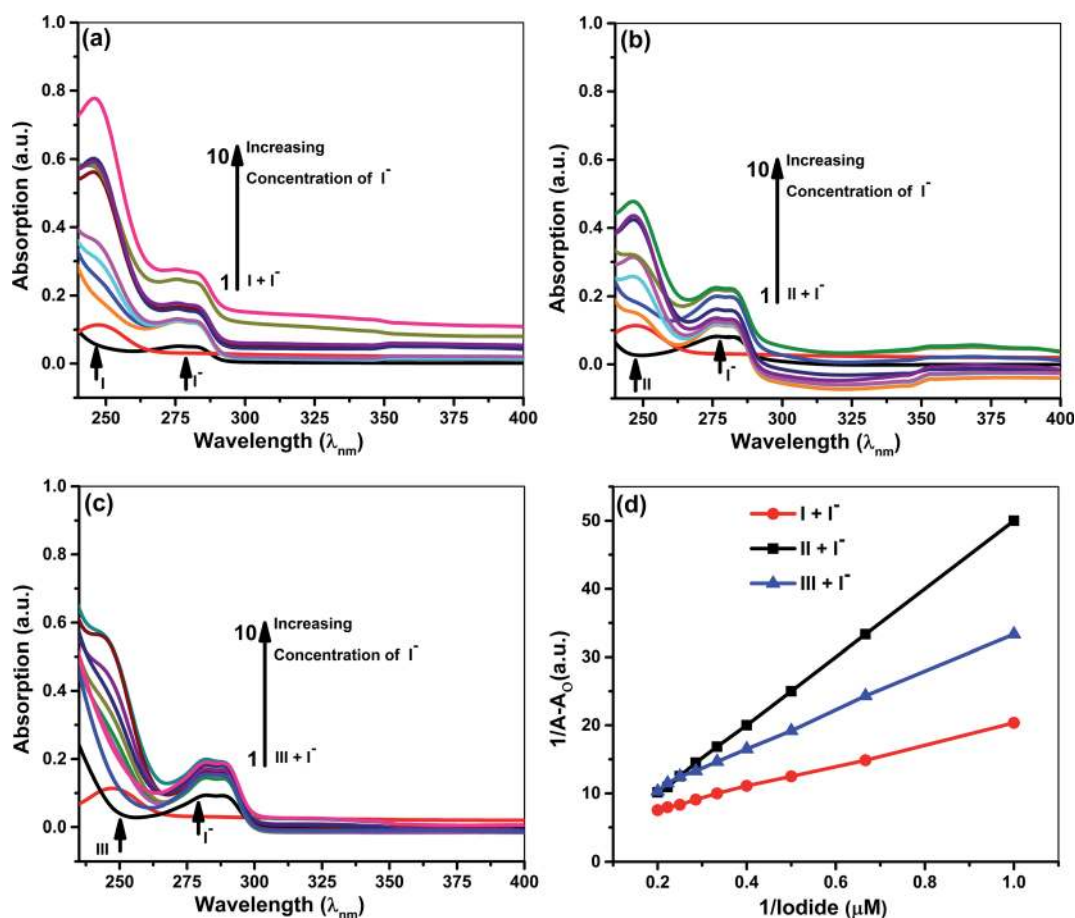 (a)
1.0
0.8
0.6
0.4
0.2
0.0
Absorption (a.u.)
10
Increasing
Concentration of I⁻
1
I + I⁻
I
I⁻
250 275 300 325 350 375 400
Wavelength (λnm)
(b)
1.0
0.8
0.6
0.4
0.2
0.0
Absorption (a.u.)
10
Increasing
Concentration of I⁻
1
II + I⁻
II
I⁻
250 275 300 325 350 375 400
Wavelength (λnm)
(c)
1.0
0.8
0.6
0.4
0.2
0.0
Absorption (a.u.)
10
Increasing
Concentration of I⁻
1
III + I⁻
III
I⁻
250 275 300 325 350 375 400
Wavelength (λnm)
(d)
50
40
30
20
10
0
1/A-AO(a.u.)
I + I⁻
II + I⁻
III + I⁻
0.2 0.4 0.6 0.8 1.0
1/Iodide (μM)